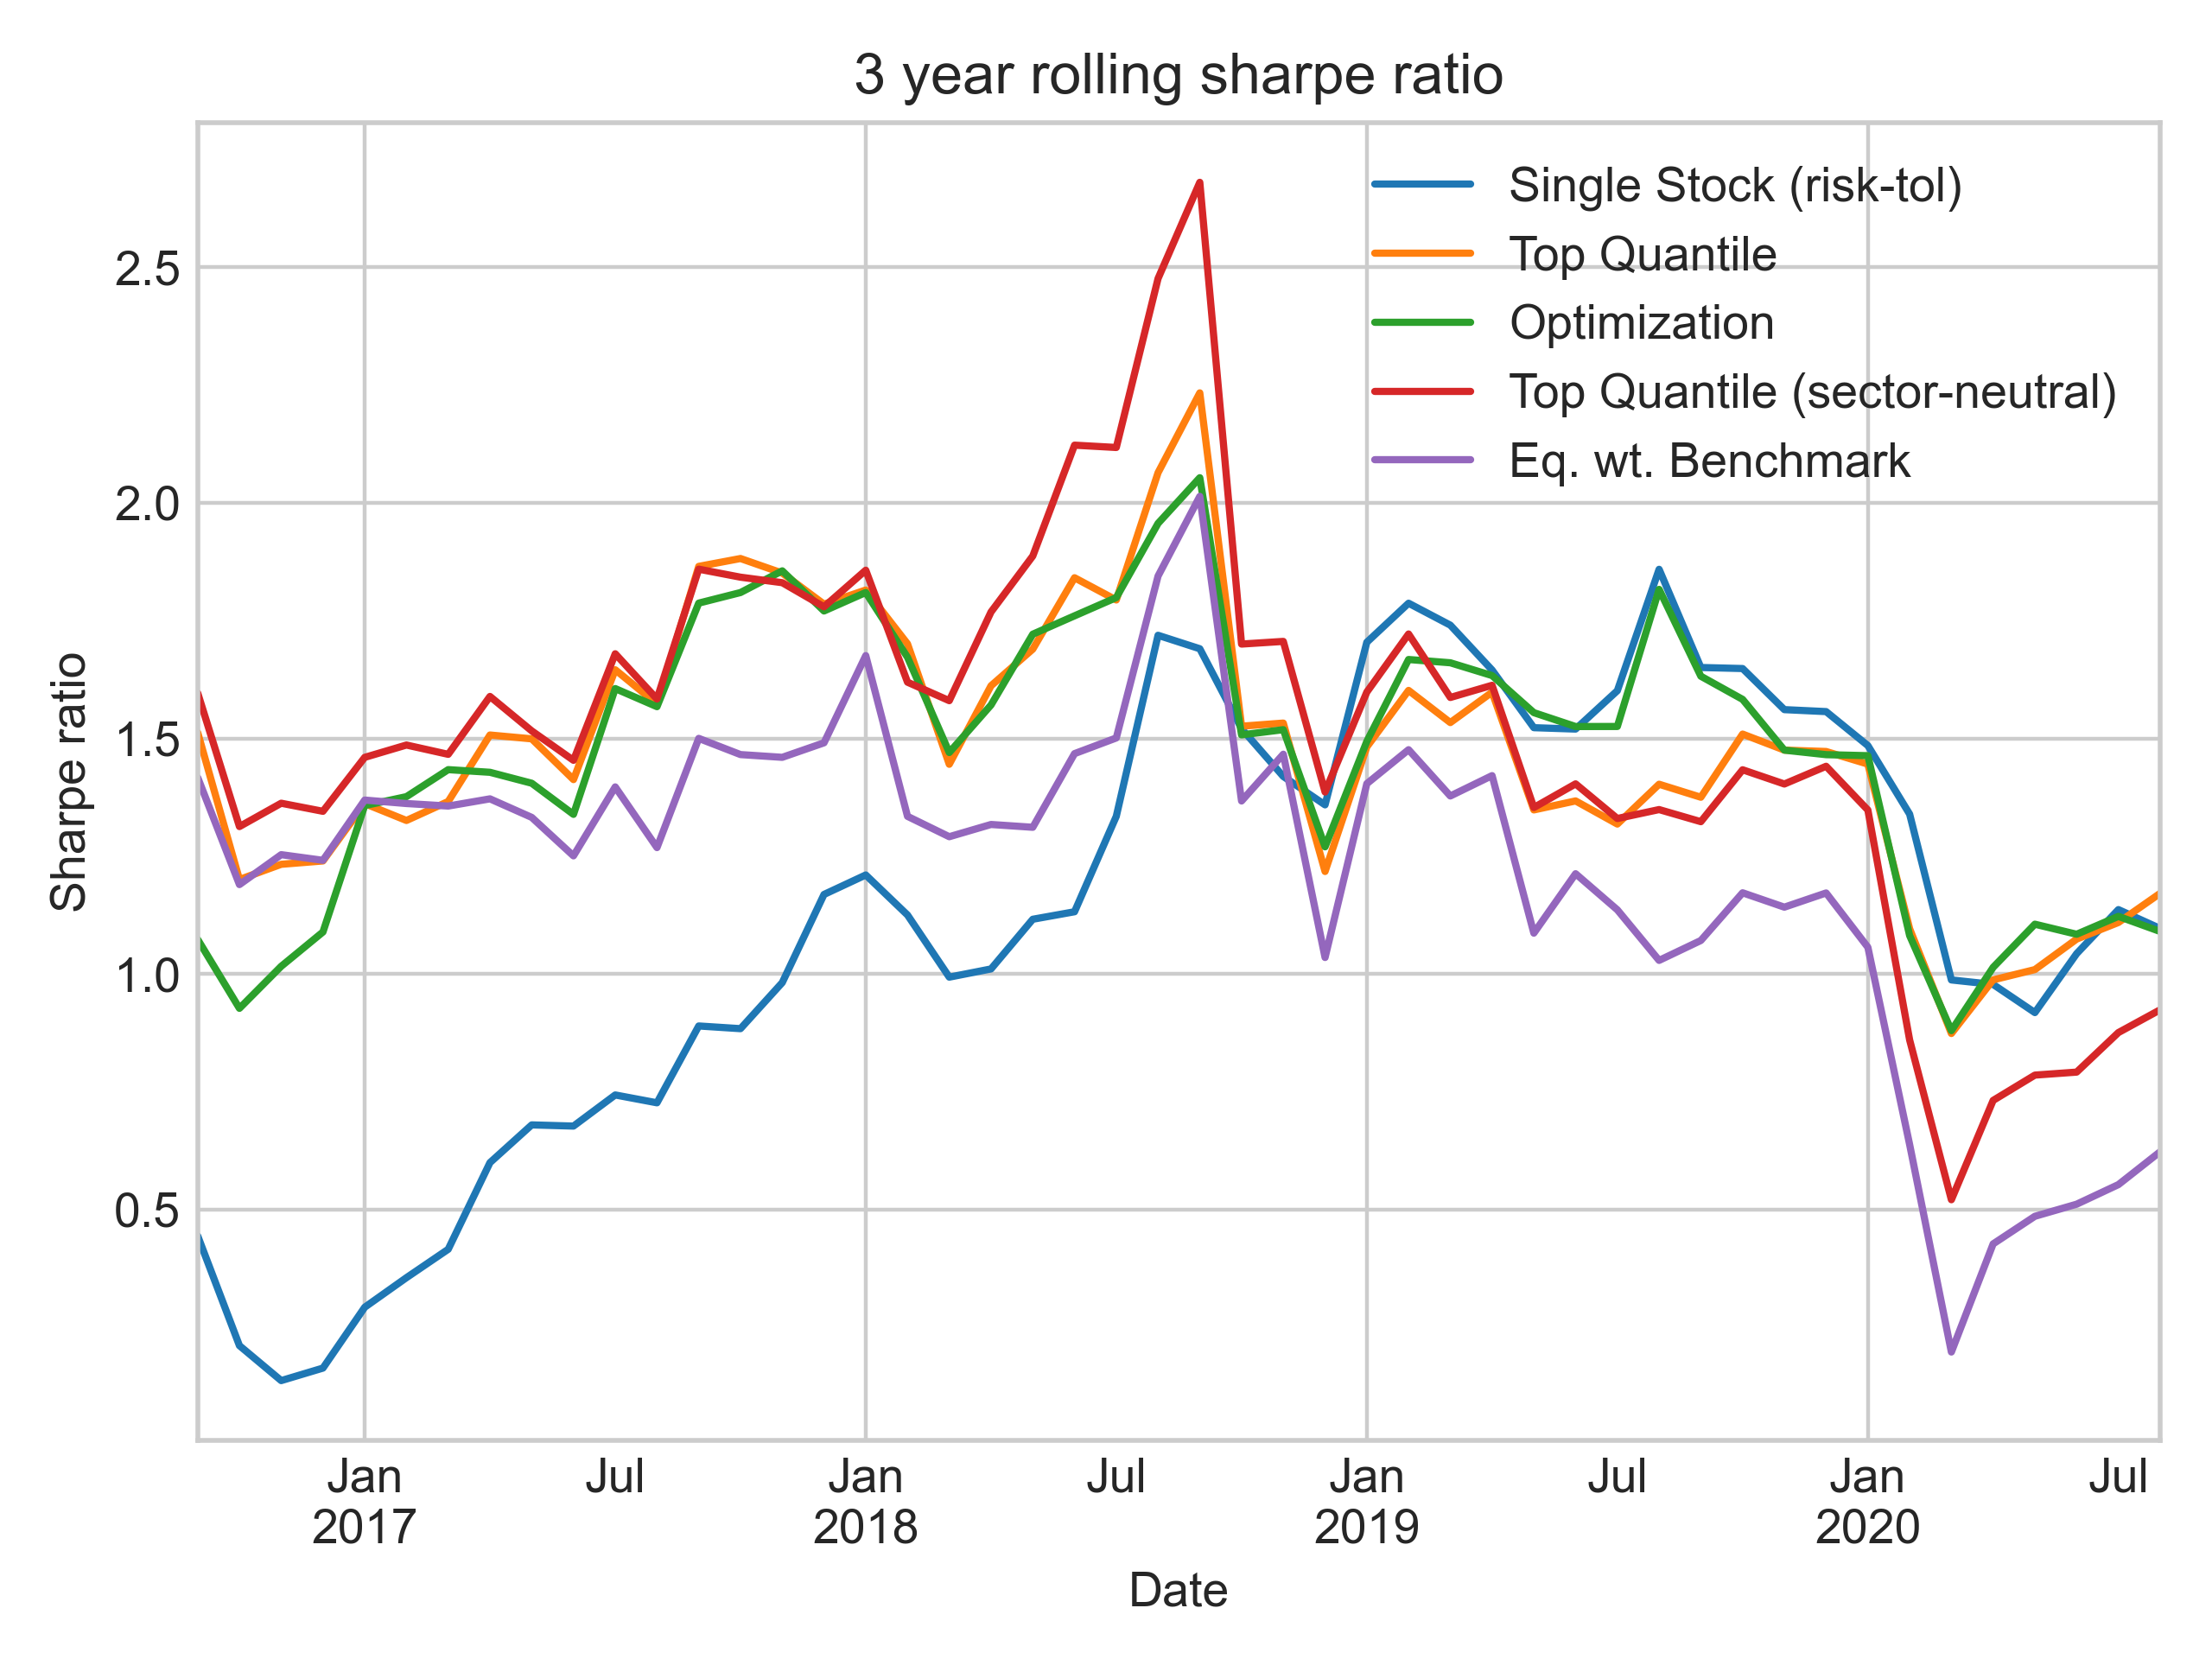 3 year rolling sharpe ratio
Single Stock (risk-tol)
Top Quantile
Optimization
Top Quantile (sector-neutral)
Eq. wt. Benchmark
Sharpe ratio
2.5
2.0
1.5
1.0
0.5
Jan Jul Jan Jul Jan Jul Jan Jul
2017 2018 2019 2020
Date